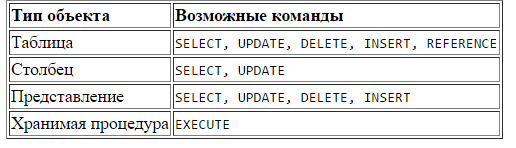 Тип объекта Возможные команды
Таблица SELECT, UPDATE, DELETE, INSERT, REFERENCE
Столбец SELECT, UPDATE
Представление SELECT, UPDATE, DELETE, INSERT
Хранимая процедура EXECUTE